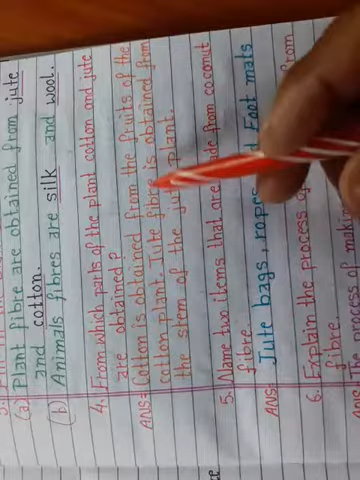 (a) Plant fibre are obtained from jute
and cotton.
(b) Animals fibres are silk and wool.
4. From which parts of the plant cotton and jute
are obtained?
Ans= Cotton is obtained from the fruits of the
cotton plant. Jute fibre is obtained from
the stem of the plant.
5. Name two items that are from coconut
fibre.
Ans= Jute bags, ropes Foot mats
6. Explain the process from
fibre.
Ans= The process of making